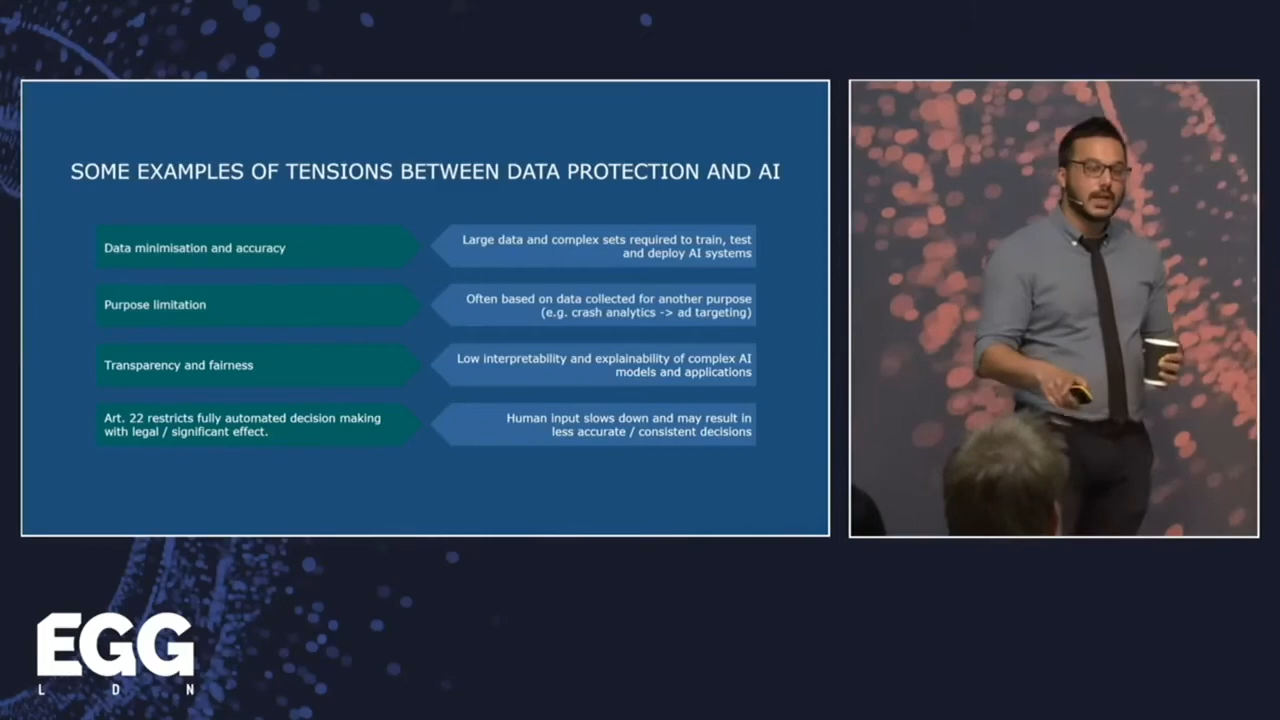 SOME EXAMPLES OF TENSIONS BETWEEN DATA PROTECTION AND AI
Data minimisation and accuracy
Large data and complex sets required to train, test
and deploy AI systems
Purpose limitation
Often based on data collected for another purpose
(e.g. crash analytics -> ad targeting)
Transparency and fairness
Low interpretability and explainability of complex AI
models and applications
Art. 22 restricts fully automated decision making
with legal / significant effect.
Human input slows down and may result in
less accurate / consistent decisions
EGG
LDN